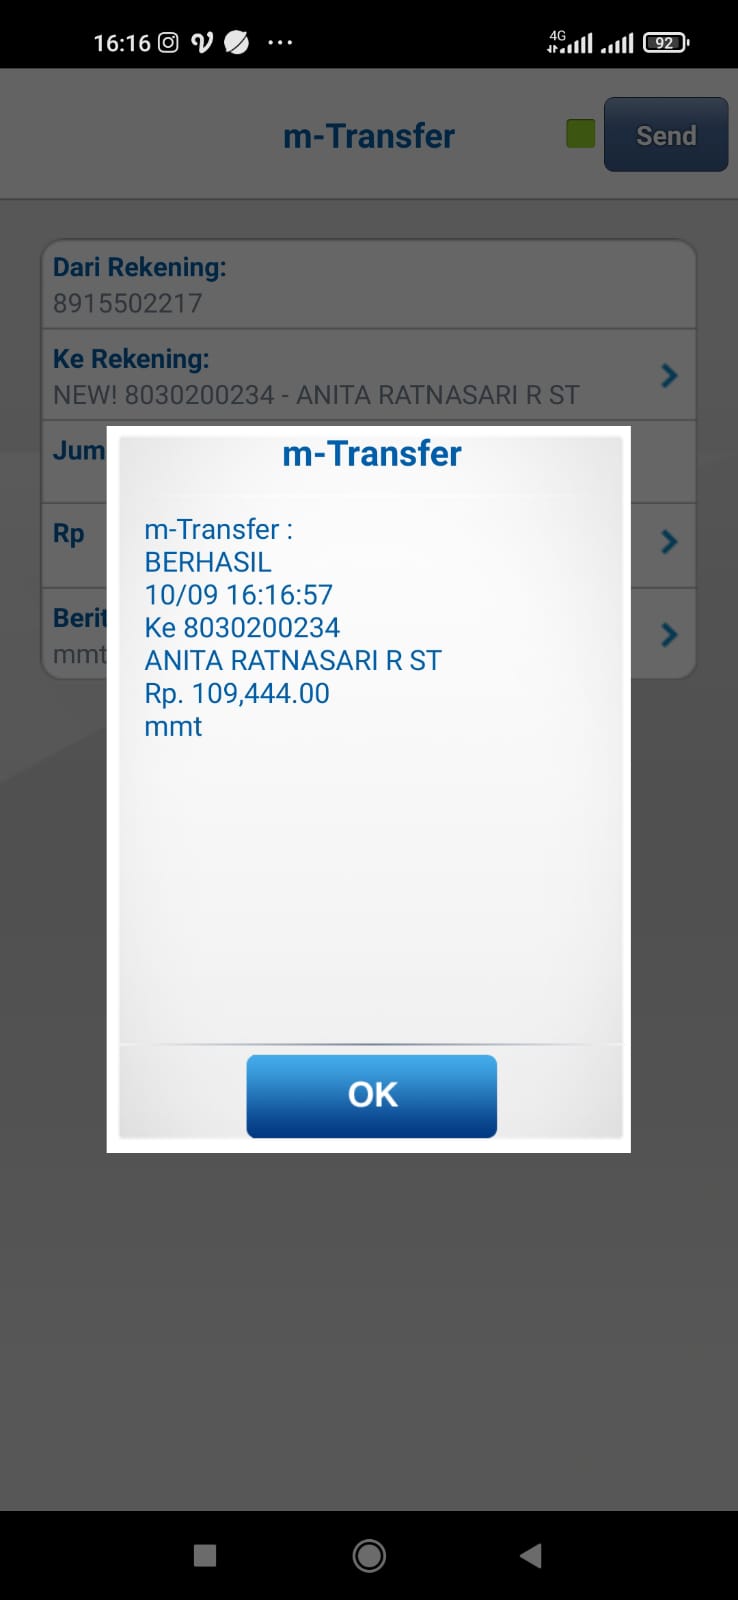 16:16
4G
92
m-Transfer
Send
Dari Rekening:
8915502217
Ke Rekening:
NEW! 8030200234 - ANITA RATNASARI R ST
Jum
Rp
Berit
mmt
m-Transfer
m-Transfer :
BERHASIL
10/09 16:16:57
Ke 8030200234
ANITA RATNASARI R ST
Rp. 109,444.00
mmt
OK